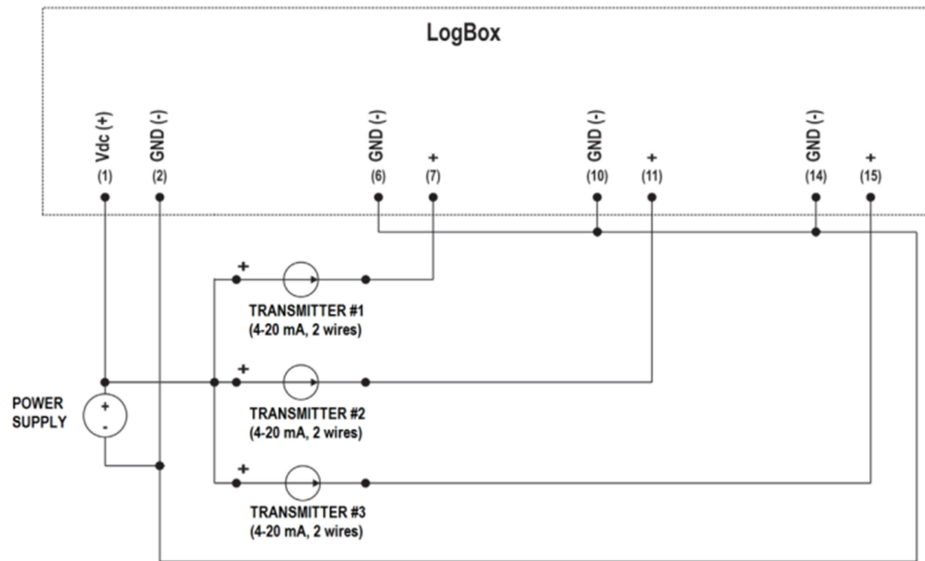 LogBox
Vdc (+)
(1)
GND (-)
(2)
GND (-)
(6)
+
(7)
GND (-)
(10)
+
(11)
GND (-)
(14)
+
(15)
+
TRANSMITTER #1
(4-20 mA, 2 wires)
+
TRANSMITTER #2
(4-20 mA, 2 wires)
POWER
SUPPLY
+
-
+
TRANSMITTER #3
(4-20 mA, 2 wires)